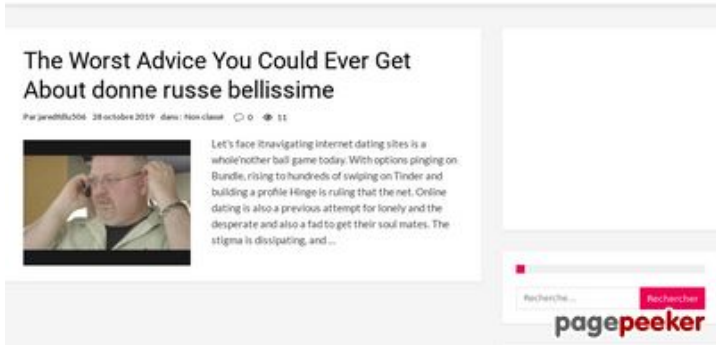 The Worst Advice You Could Ever Get
About donne russe bellissime
Par jaredtillu506 28 octobre 2019 dans : Non classé 0 11
Let's face itnavigating internet dating sites is a
whole'nother ball game today. With options pinging on
Bundle, rising to hundreds of swiping on Tinder and
building a profile Hinge is ruling that the net. Online
dating is also a previous attempt for lonely and the
desperate and also a fad to get their soul mates. The
stigma is dissipating, and ...
Recherche...
Rechercher
pagepeeker